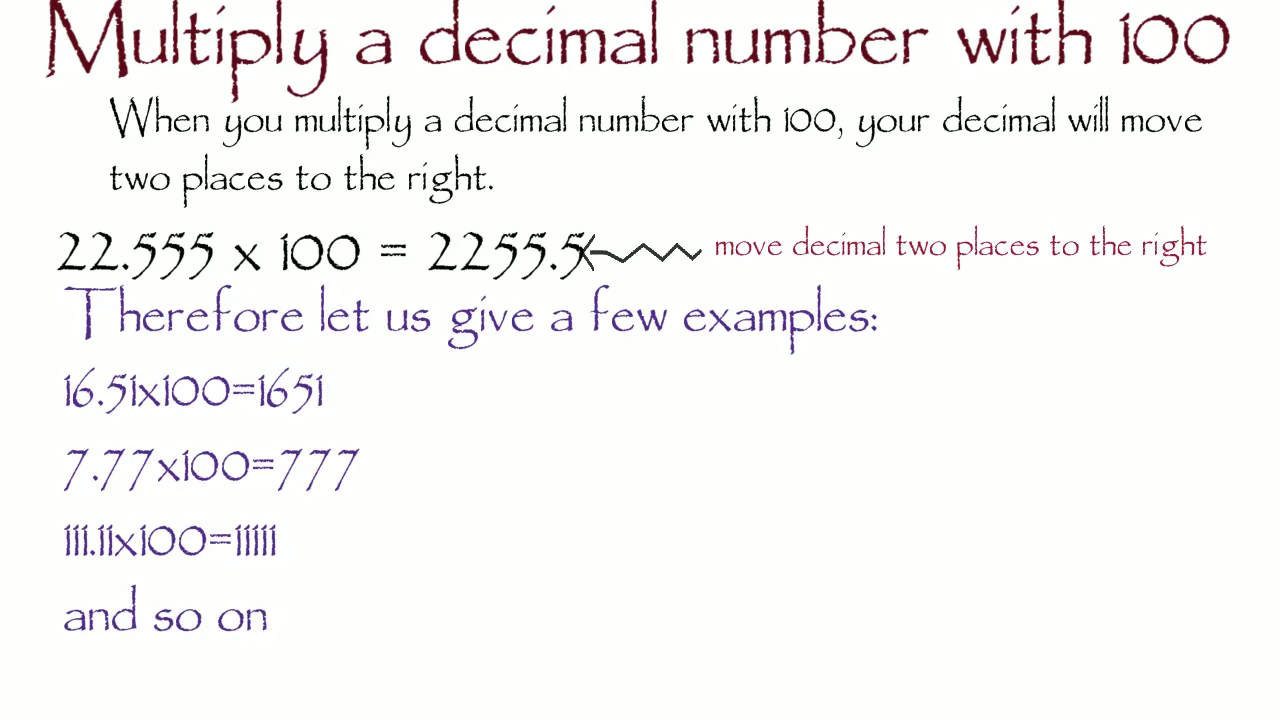 Multiply a decimal number with 100
When you multiply a decimal number with 100, your decimal will move
two places to the right.
22.555 x 100 = 2255.5 move decimal two places to the right
Therefore let us give a few examples:
16.51x100=1651
7.77x100=777
111.11x100=11111
and so on